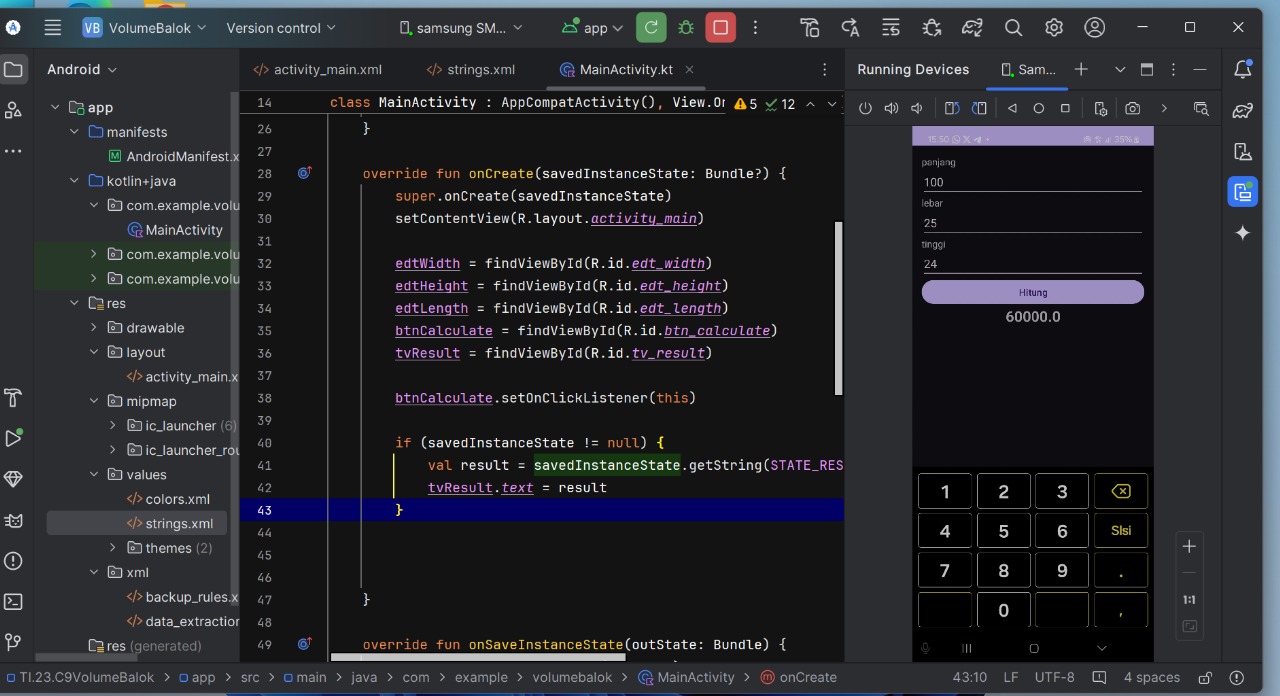 VB VolumeBalok
Version control
samsung SM...
app
Android
activity_main.xml
strings.xml
MainActivity.kt
Running Devices
Sam...
app
manifests
AndroidManifest.x
kotlin+java
com.example.volu
MainActivity
com.example.volu
com.example.volu
res
drawable
layout
activity_main.x
mipmap
ic_launcher (6)
ic_launcher_rou
values
colors.xml
strings.xml
themes (2)
xml
backup_rules.x
data_extraction
res (generated)
14 class MainActivity : AppCompatActivity(), View.Or
5 12
26 }
27
28 override fun onCreate(savedInstanceState: Bundle?) {
29 super.onCreate(savedInstanceState)
30 setContentView(R.layout.activity_main)
31
32 edtWidth = findViewById(R.id.edt_width)
33 edtHeight = findViewById(R.id.edt_height)
34 edtLength = findViewById(R.id.edt_length)
35 btnCalculate = findViewById(R.id.btn_calculate)
36 tvResult = findViewById(R.id.tv_result)
37
38 btnCalculate.setOnClickListener(this)
39
40 if (savedInstanceState != null) {
41 val result = savedInstanceState.getString(STATE_RES
42 tvResult.text = result
43 }
44
45
46
47 }
48
49 override fun onSaveInstanceState(outState: Bundle) {
15.50
35%
panjang
100
lebar
25
tinggi
24
Hitung
60000.0
1 2 3
4 5 6 Slsi
7 8 9 .
0 ,
1:1
TI.23.C9VolumeBalok > app > src > main > java > com > example > volumebalok > MainActivity > onCreate
43:10 LF UTF-8 4 spaces